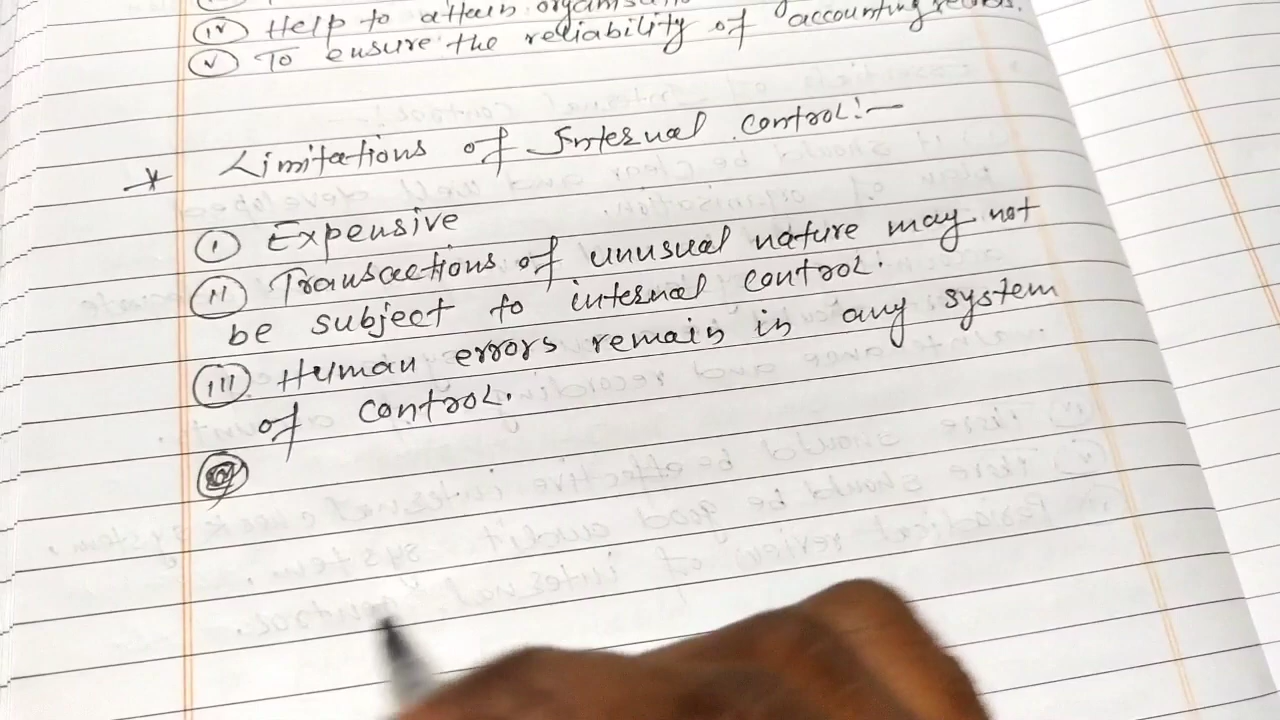 (iv) Help to attain
(v) To ensure the reliability of accounting
* Limitations of Internal control:-
(i) Expensive
(ii) Transactions of unusual nature may not
be subject to internal control.
(iii) Human errors remain in any system
of control.